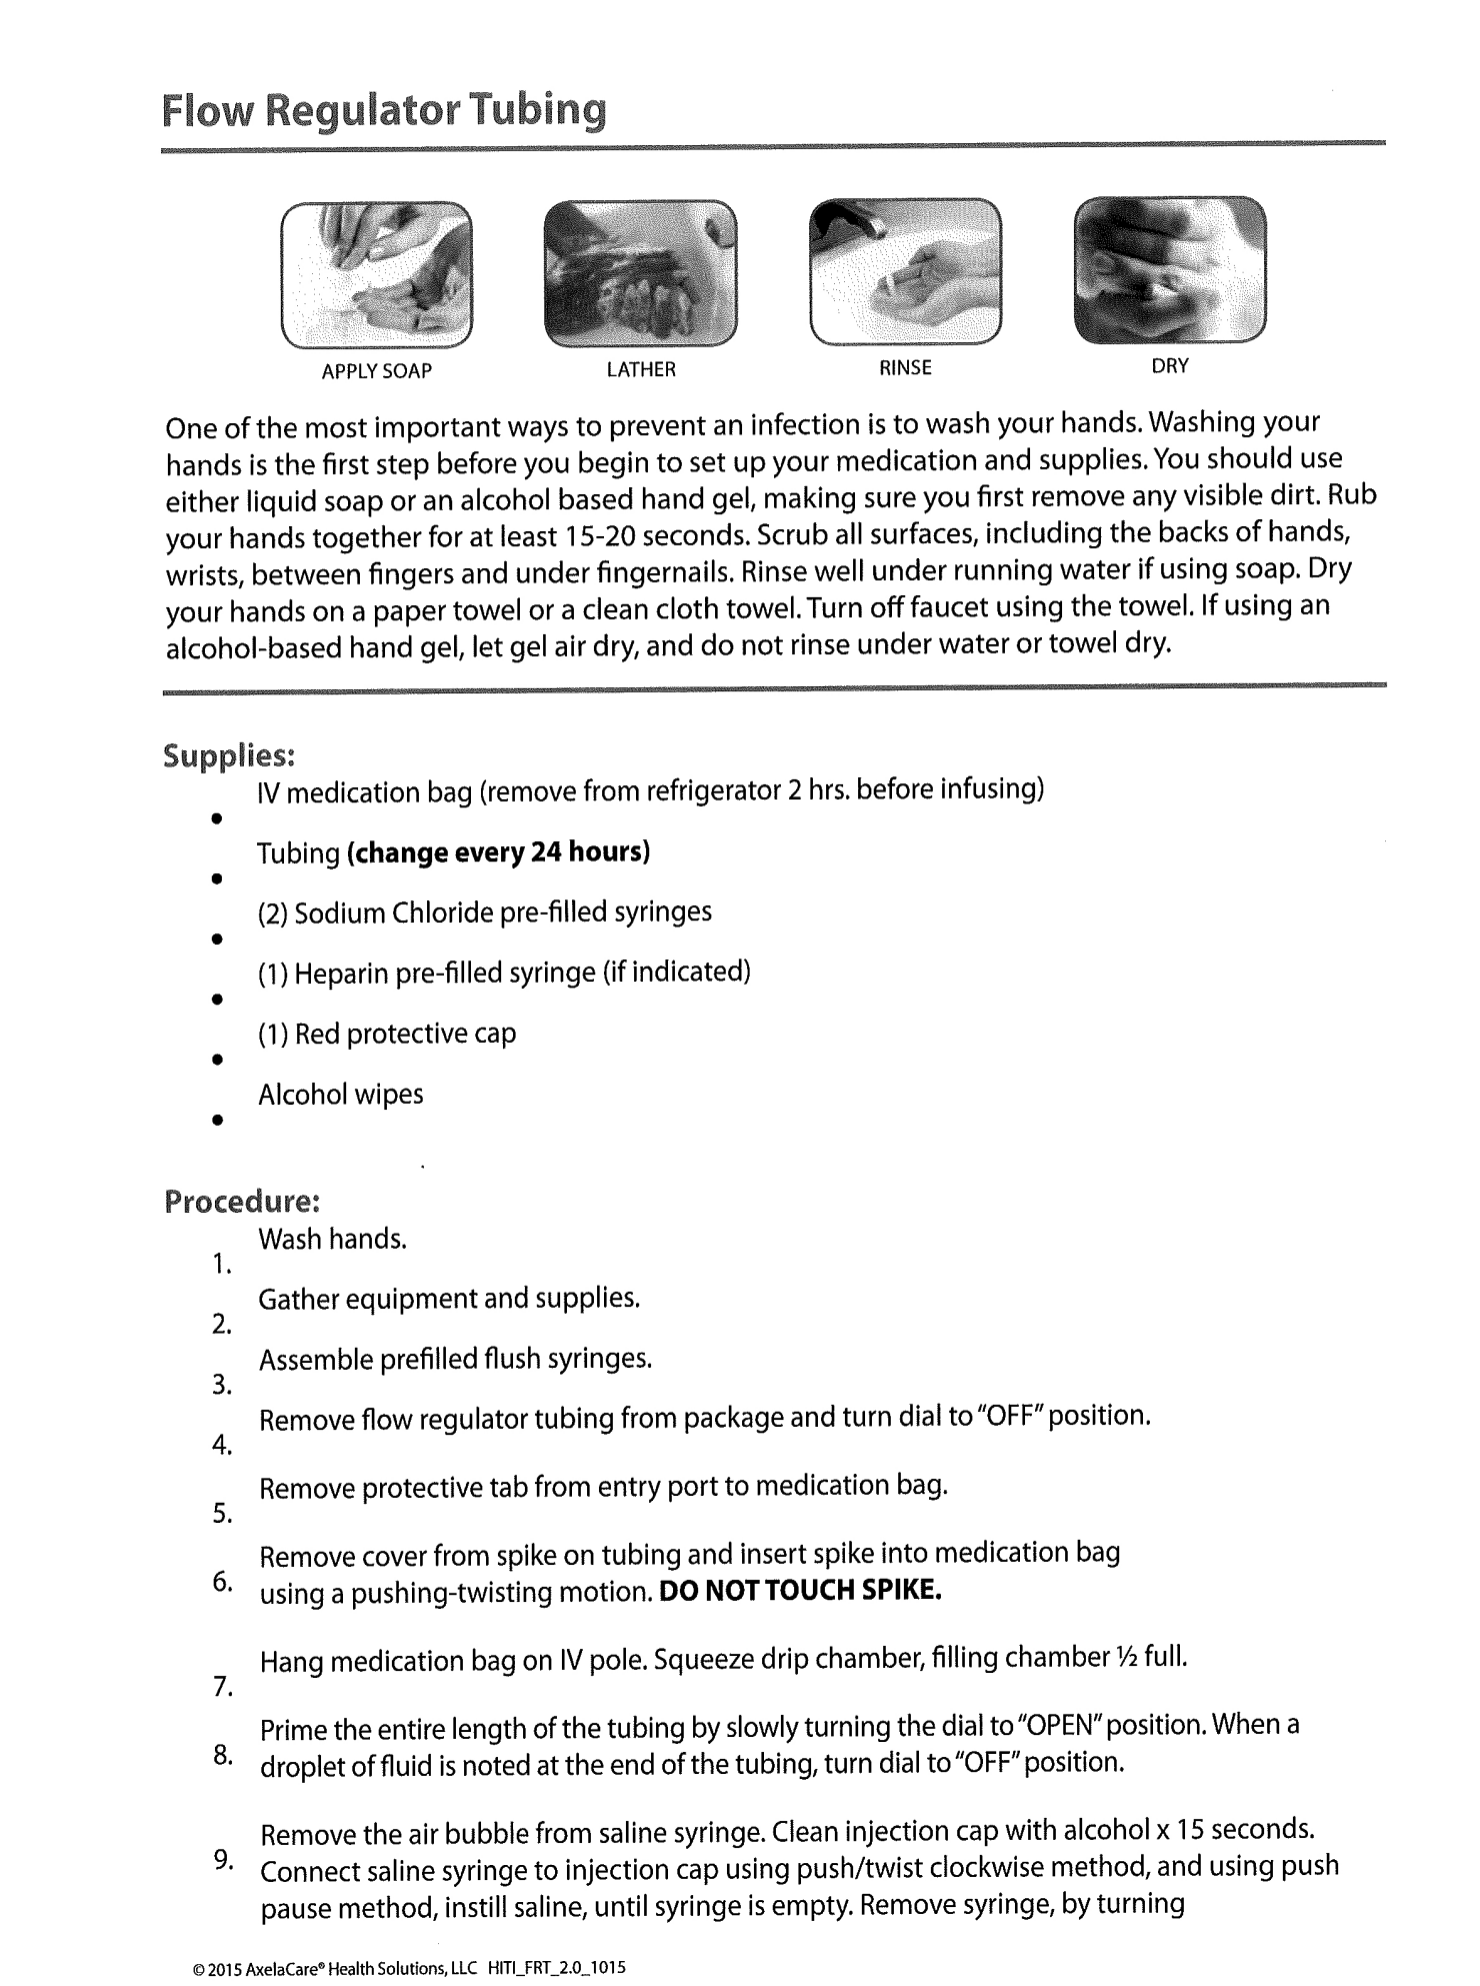 Flow Regulator Tubing
APPLY SOAP
LATHER
RINSE
DRY
One of the most important ways to prevent an infection is to wash your hands. Washing your
hands is the first step before you begin to set up your medication and supplies. You should use
either liquid soap or an alcohol based hand gel, making sure you first remove any visible dirt. Rub
your hands together for at least 15-20 seconds. Scrub all surfaces, including the backs of hands,
wrists, between fingers and under fingernails. Rinse well under running water if using soap. Dry
your hands on a paper towel or a clean cloth towel. Turn off faucet using the towel. If using an
alcohol-based hand gel, let gel air dry, and do not rinse under water or towel dry.
Supplies:
• IV medication bag (remove from refrigerator 2 hrs. before infusing)
• Tubing (change every 24 hours)
• (2) Sodium Chloride pre-filled syringes
• (1) Heparin pre-filled syringe (if indicated)
• (1) Red protective cap
• Alcohol wipes
Procedure:
1. Wash hands.
2. Gather equipment and supplies.
3. Assemble prefilled flush syringes.
4. Remove flow regulator tubing from package and turn dial to "OFF" position.
5. Remove protective tab from entry port to medication bag.
6. Remove cover from spike on tubing and insert spike into medication bag
using a pushing-twisting motion. DO NOT TOUCH SPIKE.
7. Hang medication bag on IV pole. Squeeze drip chamber, filling chamber ½ full.
8. Prime the entire length of the tubing by slowly turning the dial to "OPEN" position. When a
droplet of fluid is noted at the end of the tubing, turn dial to "OFF" position.
9. Remove the air bubble from saline syringe. Clean injection cap with alcohol x 15 seconds.
Connect saline syringe to injection cap using push/twist clockwise method, and using push
pause method, instill saline, until syringe is empty. Remove syringe, by turning
© 2015 AxelaCare® Health Solutions, LLC HITI_FRT_2.0_1015